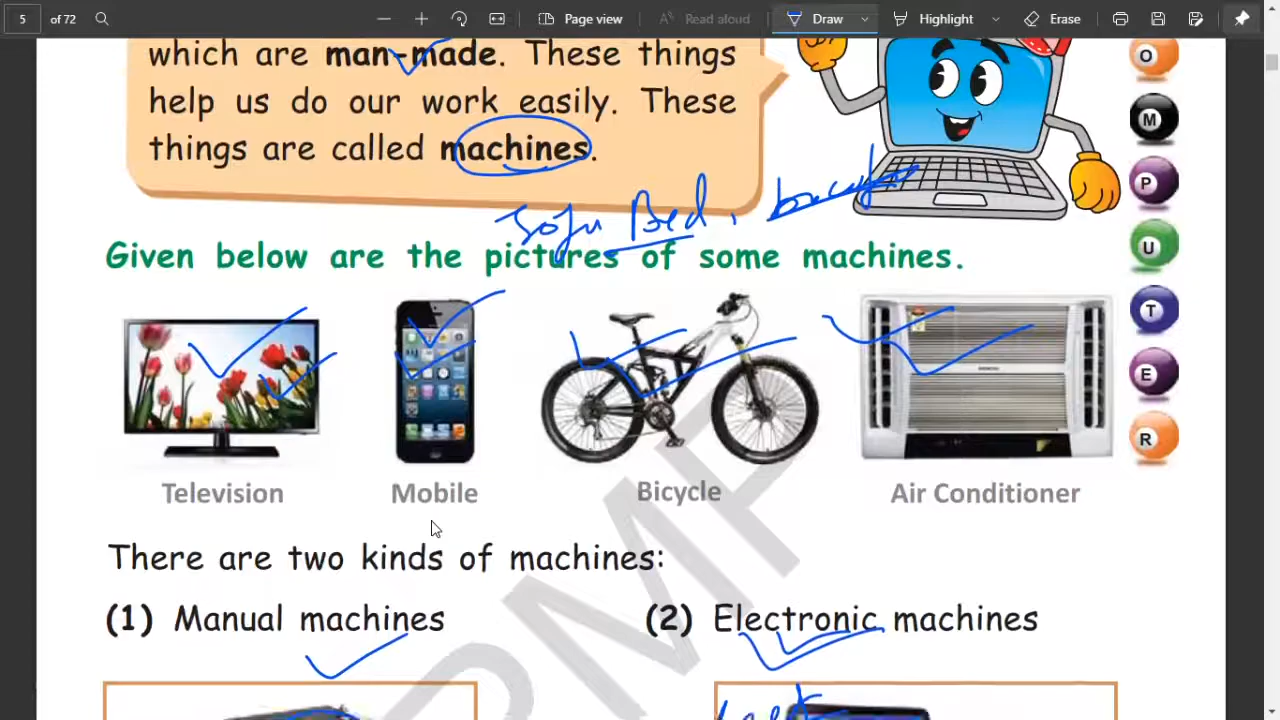 5 of 72 Page view Read aloud Draw Highlight Erase
which are man-made. These things
help us do our work easily. These
things are called machines.
Sofa Bed,
Given below are the pictures of some machines.
Television Mobile Bicycle Air Conditioner
There are two kinds of machines:
(1) Manual machines (2) Electronic machines
O
M
P
U
T
E
R
PMP